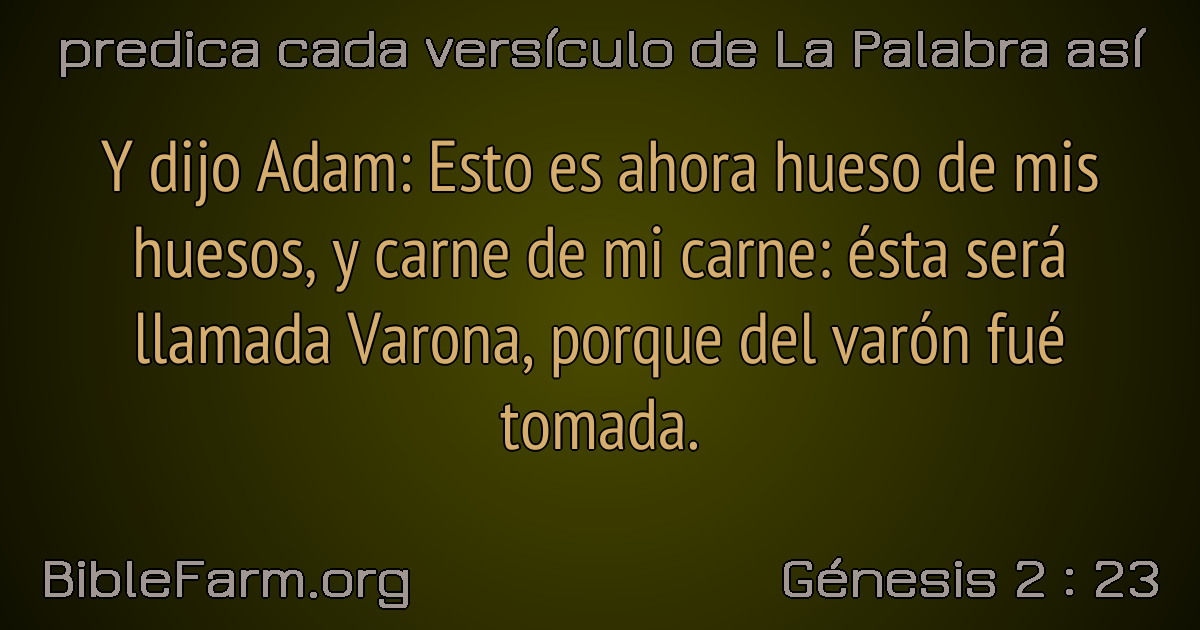 predica cada versículo de La Palabra así
Y dijo Adam: Esto es ahora hueso de mis
huesos, y carne de mi carne: ésta será
llamada Varona, porque del varón fué
tomada.
BibleFarm.org
Génesis 2 : 23